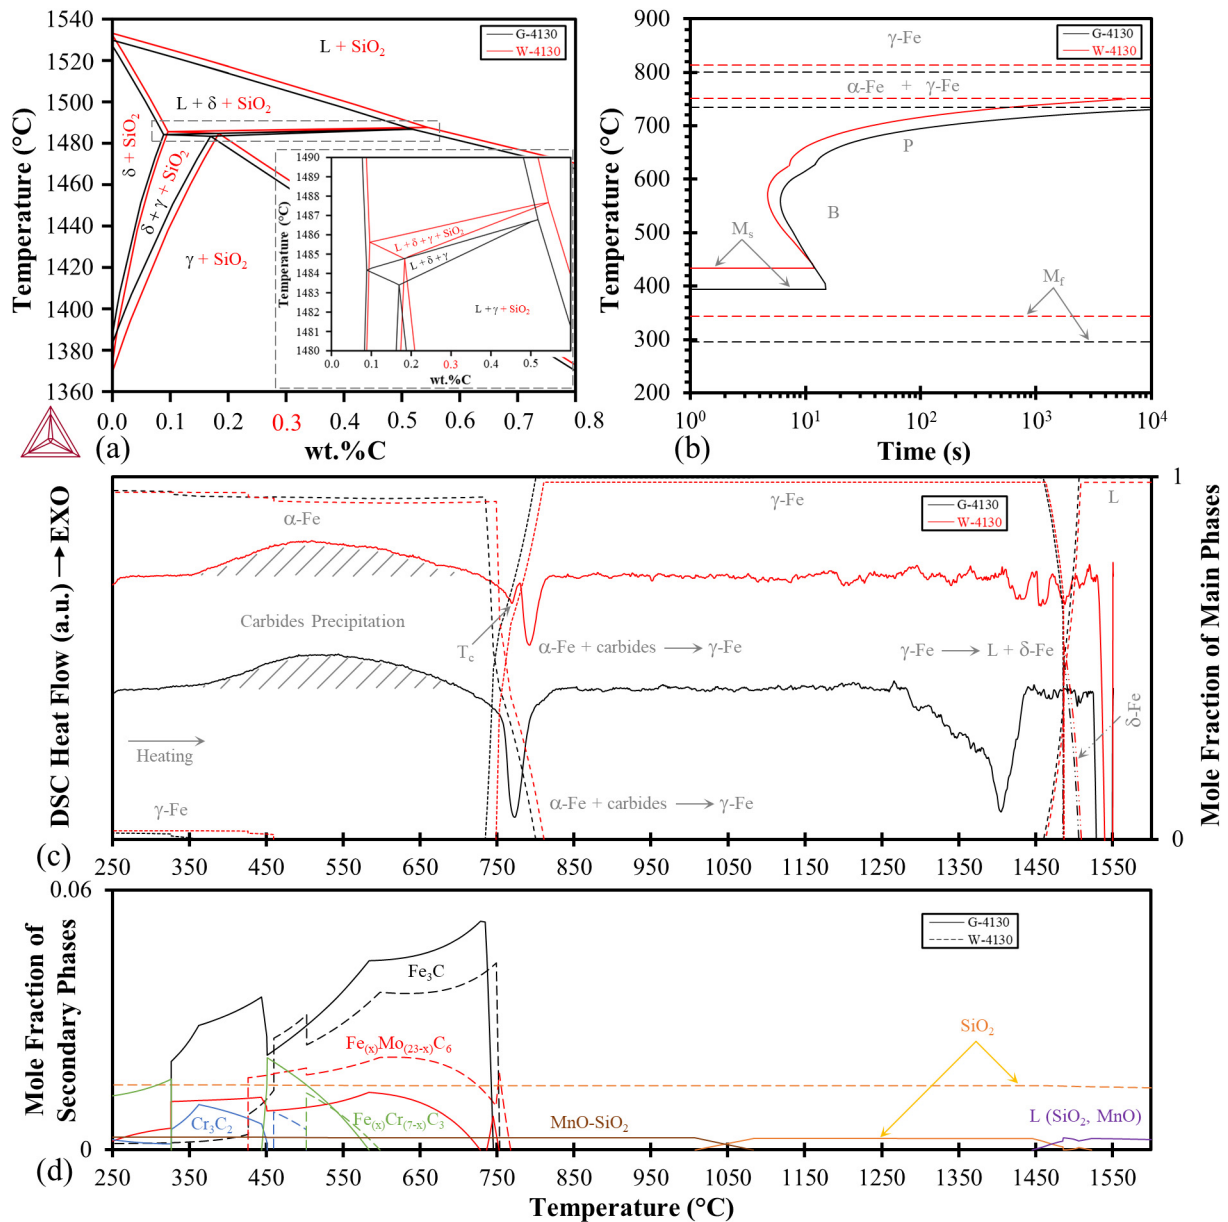 1540
1520
1500
1480
1460
1440
1420
1400
1380
1360
Temperature (°C)
0.0 0.1 0.2 0.3 0.4 0.5 0.6 0.7 0.8
wt.%C
(a)
G-4130
W-4130
L + SiO2
L + δ + SiO2
δ + SiO2
δ + γ + SiO2
γ + SiO2
1490
1489
1488
1487
1486
1485
1484
1483
1482
1481
1480
Temperature (°C)
L + δ + γ + SiO2
L + δ + γ
L + γ + SiO2
0.0 0.1 0.2 0.3 0.4 0.5
wt.%C
900
800
700
600
500
400
300
200
Temperature (°C)
10^0 10^1 10^2 10^3 10^4
Time (s)
(b)
γ-Fe
G-4130
W-4130
α-Fe + γ-Fe
P
B
Ms
Mf
DSC Heat Flow (a.u.) → EXO
1
0
Mole Fraction of Main Phases
α-Fe
γ-Fe
L
G-4130
W-4130
Carbides Precipitation
Tc
α-Fe + carbides → γ-Fe
γ-Fe → L + δ-Fe
δ-Fe
Heating
α-Fe + carbides → γ-Fe
γ-Fe
(c)
250 350 450 550 650 750 850 950 1050 1150 1250 1350 1450 1550
0.06
0
Mole Fraction of
Secondary Phases
G-4130
W-4130
Fe3C
SiO2
Fe(x)Mo(23-x)C6
Cr3C2
Fe(x)Cr(7-x)C3
MnO-SiO2
L (SiO2, MnO)
(d)
250 350 450 550 650 750 850 950 1050 1150 1250 1350 1450 1550
Temperature (°C)